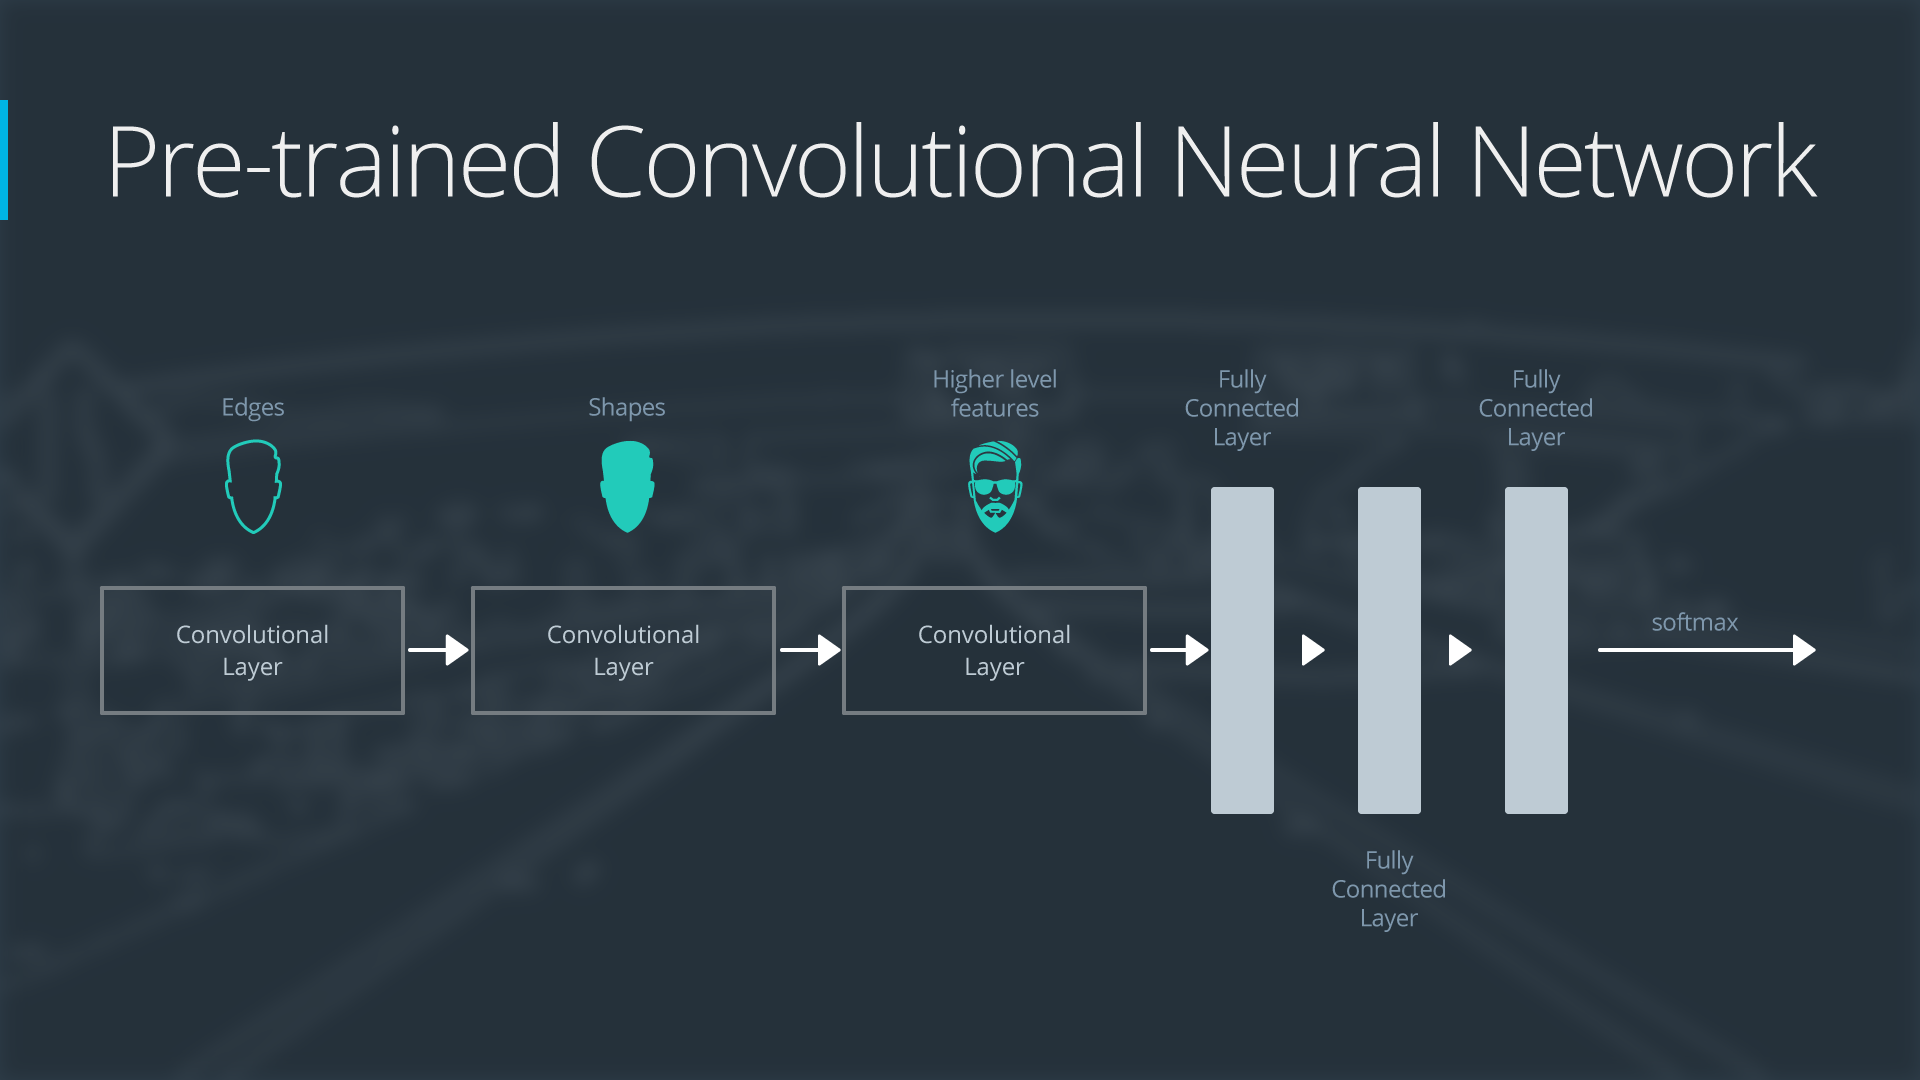 Pre-trained Convolutional Neural Network
Edges
Shapes
Higher level
features
Fully
Connected
Layer
Fully
Connected
Layer
Convolutional
Layer
Convolutional
Layer
Convolutional
Layer
softmax
Fully
Connected
Layer